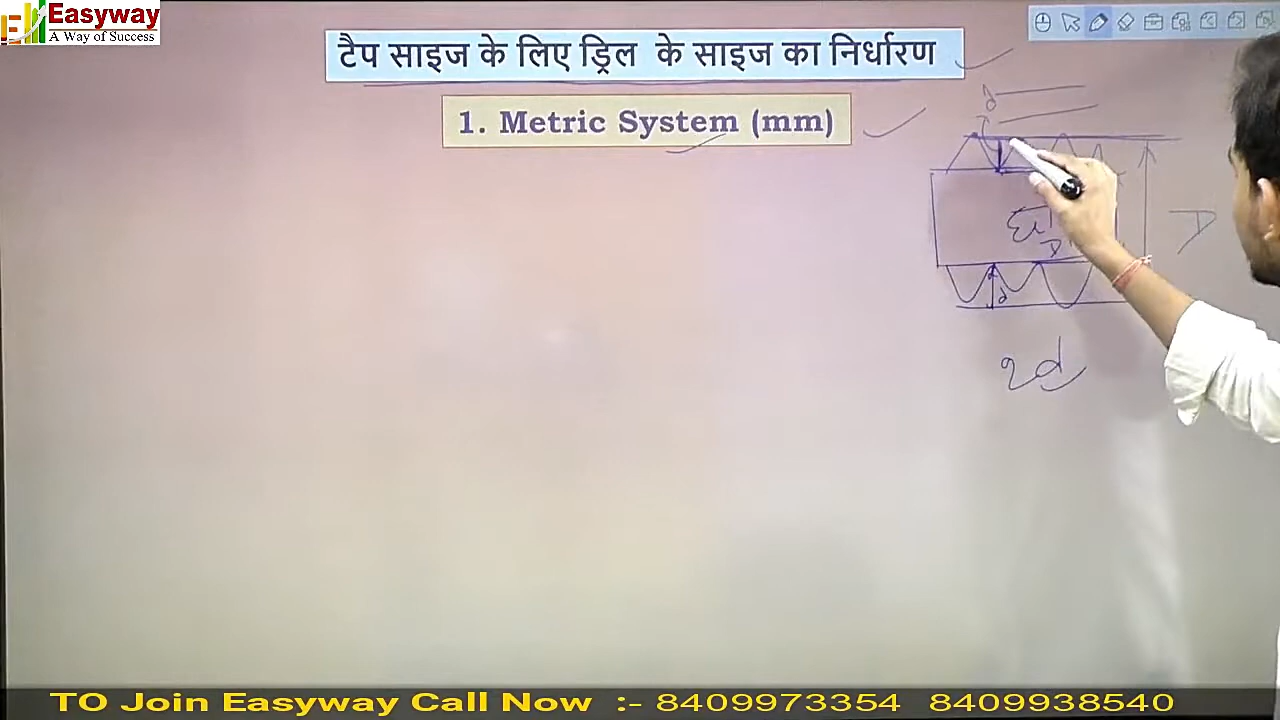 Easyway
A Way of Success
टैप साइज के लिए ड्रिल के साइज का निर्धारण
1. Metric System (mm)
d
D
d
2d
TO Join Easyway Call Now :- 8409973354 8409938540